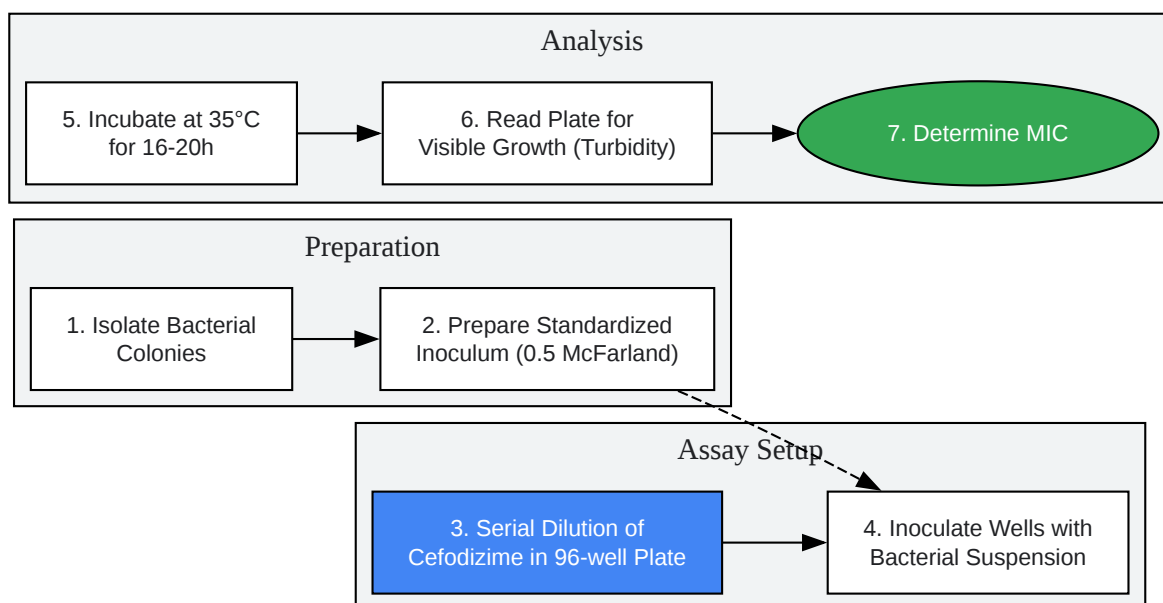 Analysis
5. Incubate at 35°C
for 16-20h
6. Read Plate for
Visible Growth (Turbidity)
7. Determine MIC
Preparation
1. Isolate Bacterial
Colonies
2. Prepare Standardized
Inoculum (0.5 McFarland)
Assay Setup
3. Serial Dilution of
Cefodizime in 96-well Plate
4. Inoculate Wells with
Bacterial Suspension